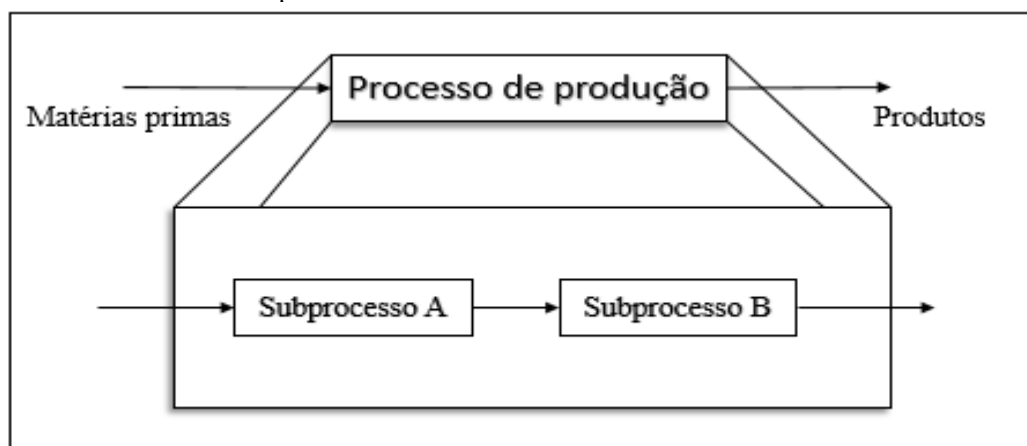 Processo de produção
Matérias primas
Produtos
Subprocesso A
Subprocesso B